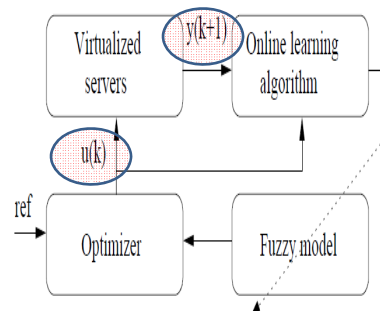 y(k+1)
Virtualized
servers
Online learning
algorithm
u(k)
ref
Optimizer
Fuzzy model